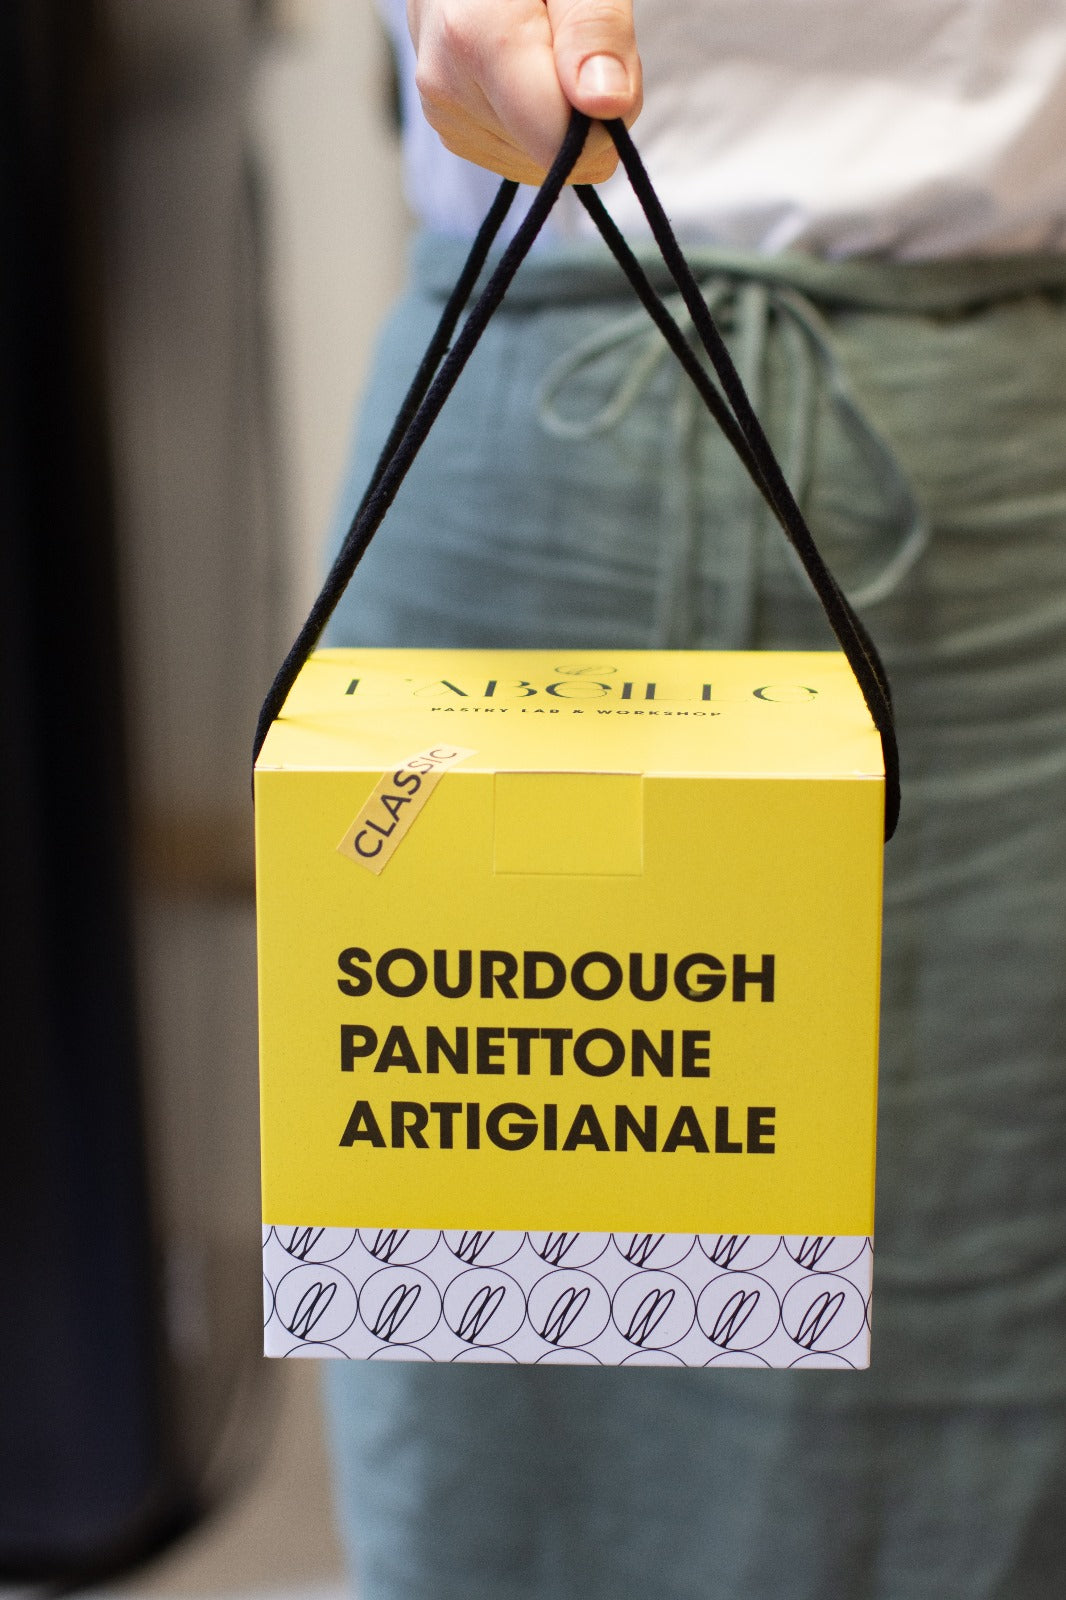 L'ABEILLE
PASTRY LAB & WORKSHOP
CLASSIC
SOURDOUGH
PANETTONE
ARTIGIANALE